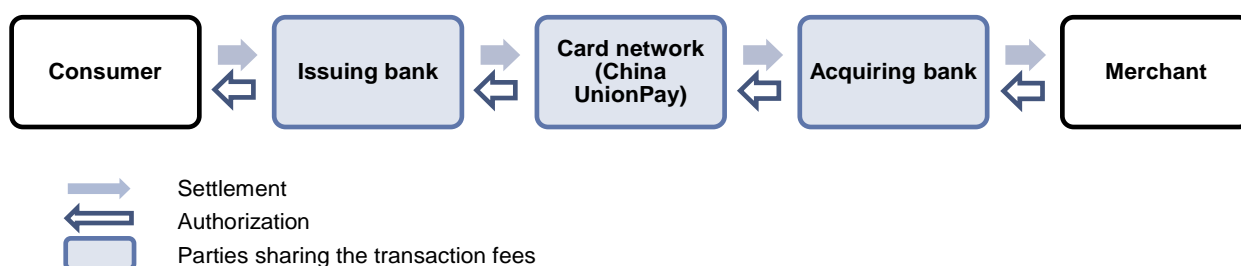 Consumer
Issuing bank
Card network
(China
UnionPay)
Acquiring bank
Merchant
Settlement
Authorization
Parties sharing the transaction fees